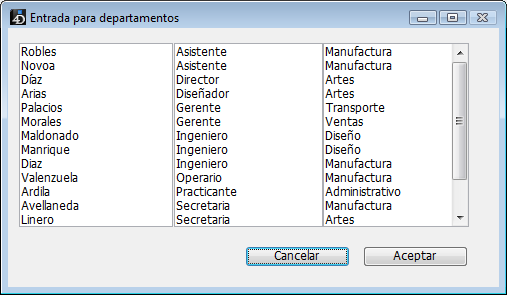 Entrada para departamentos
Robles Asistente Manufactura
Novoa Asistente Manufactura
Díaz Director Artes
Arias Diseñador Artes
Palacios Gerente Transporte
Morales Gerente Ventas
Maldonado Ingeniero Diseño
Manrique Ingeniero Diseño
Diaz Ingeniero Manufactura
Valenzuela Operario Manufactura
Ardila Practicante Administrativo
Avellaneda Secretaria Manufactura
Linero Secretaria Artes
Cancelar Aceptar